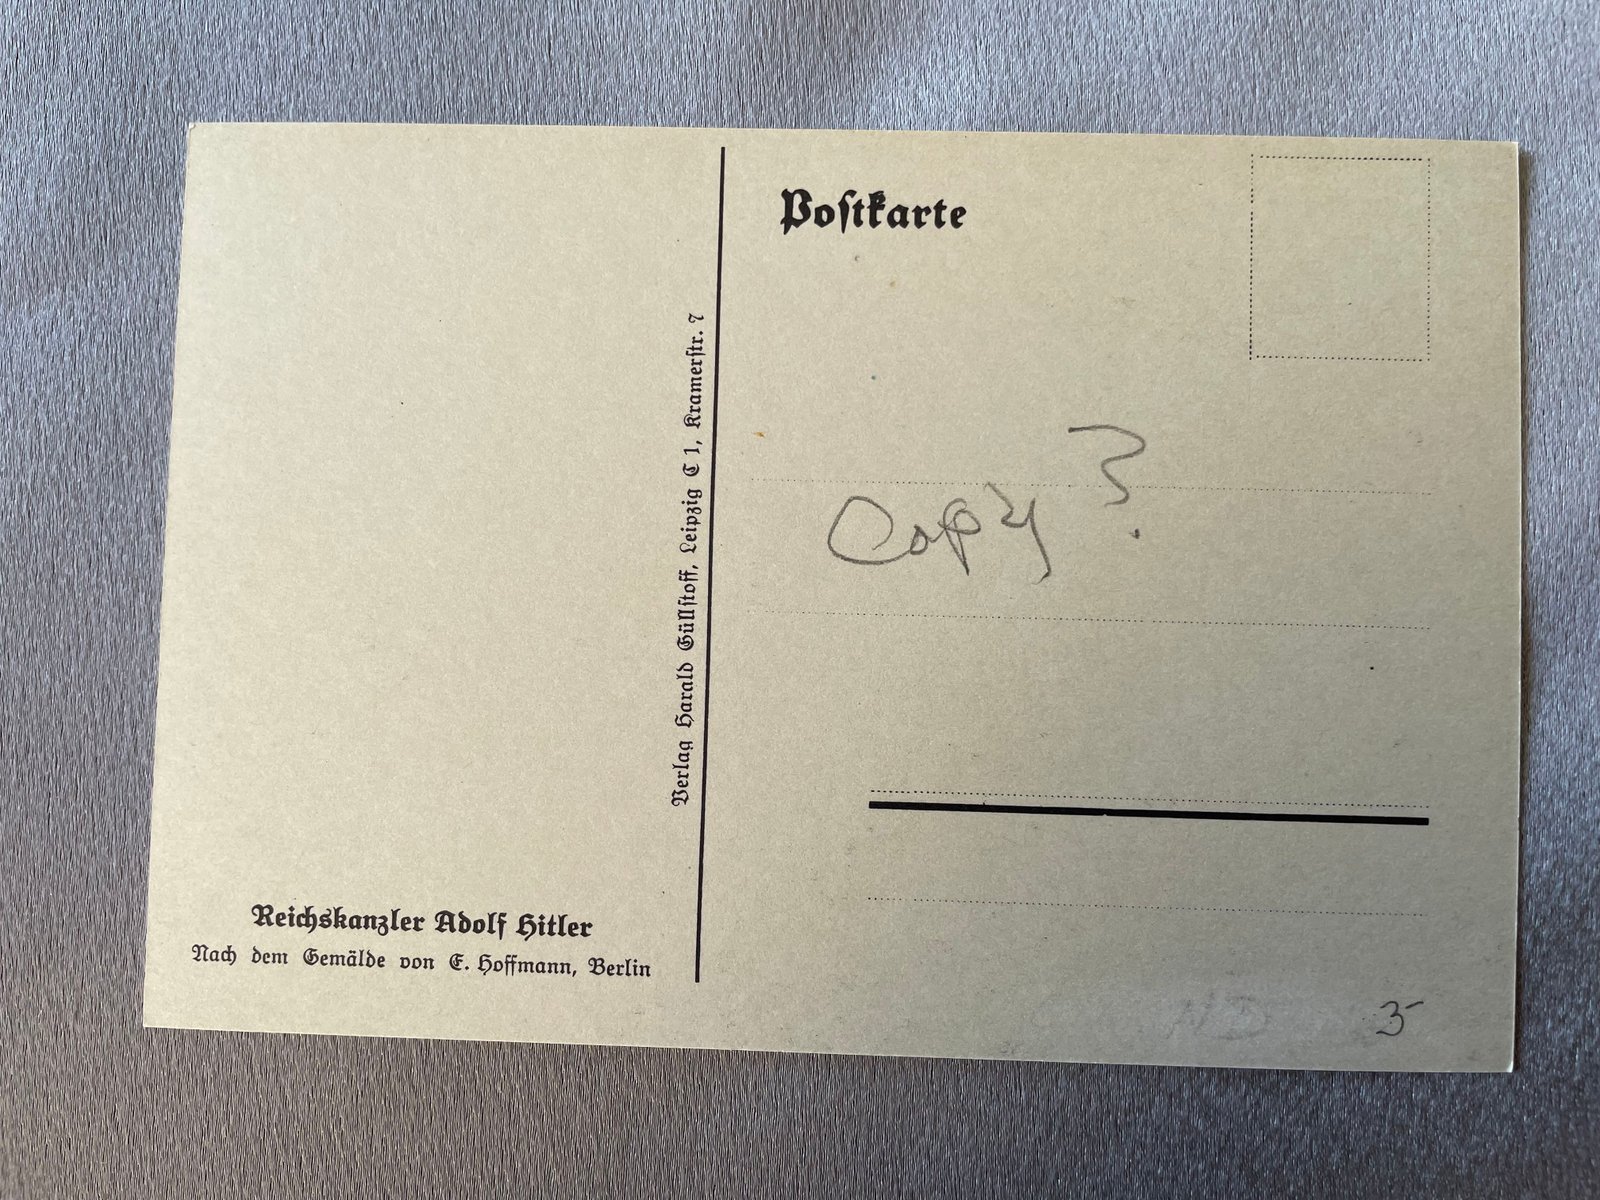 Postkarte
Verlag Harald Güllstoff, Leipzig C 1, Kramerstr. 7
Copy ?
Reichskanzler Adolf Hitler
Nach dem Gemälde von E. Hoffmann, Berlin
ND
3-